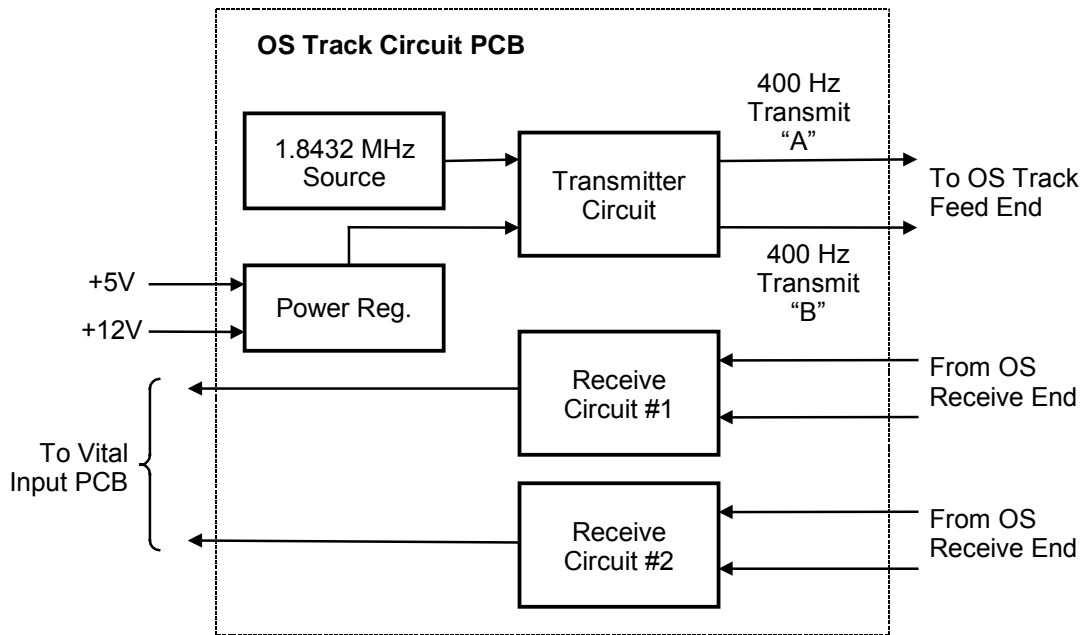 OS Track Circuit PCB
1.8432 MHz
Source
Transmitter
Circuit
400 Hz
Transmit
“A”
To OS Track
Feed End
400 Hz
Transmit
“B”
+5V
+12V
Power Reg.
Receive
Circuit #1
From OS
Receive End
To Vital
Input PCB
Receive
Circuit #2
From OS
Receive End